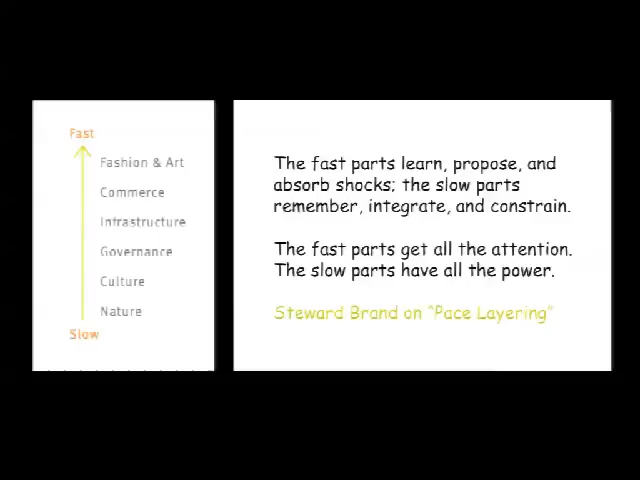 Fast
Fashion & Art
Commerce
Infrastructure
Governance
Culture
Nature
Slow
The fast parts learn, propose, and
absorb shocks; the slow parts
remember, integrate, and constrain.
The fast parts get all the attention.
The slow parts have all the power.
Steward Brand on "Pace Layering"